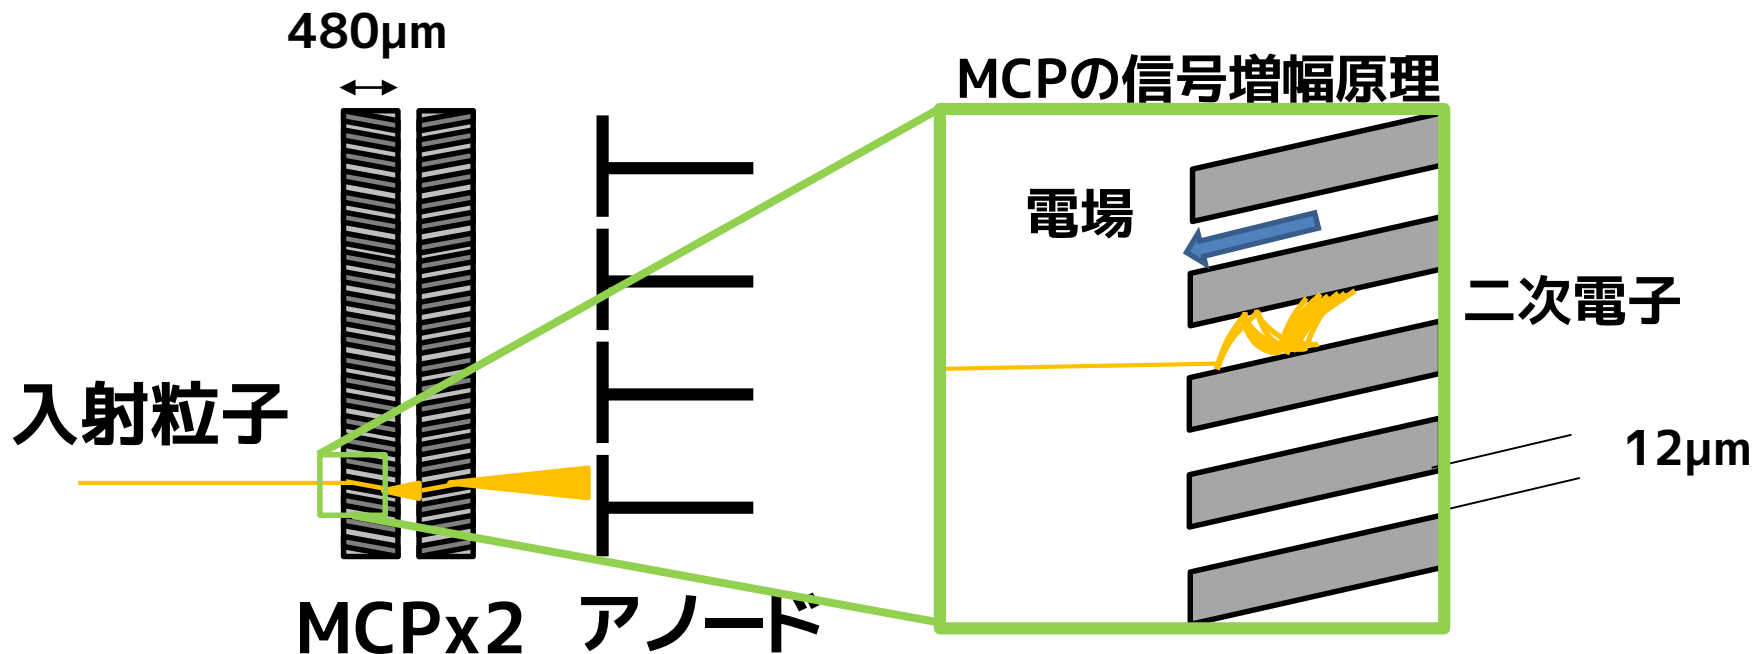 480μm
MCPの信号増幅原理
電場
二次電子
入射粒子
12μm
MCPx2
アノード